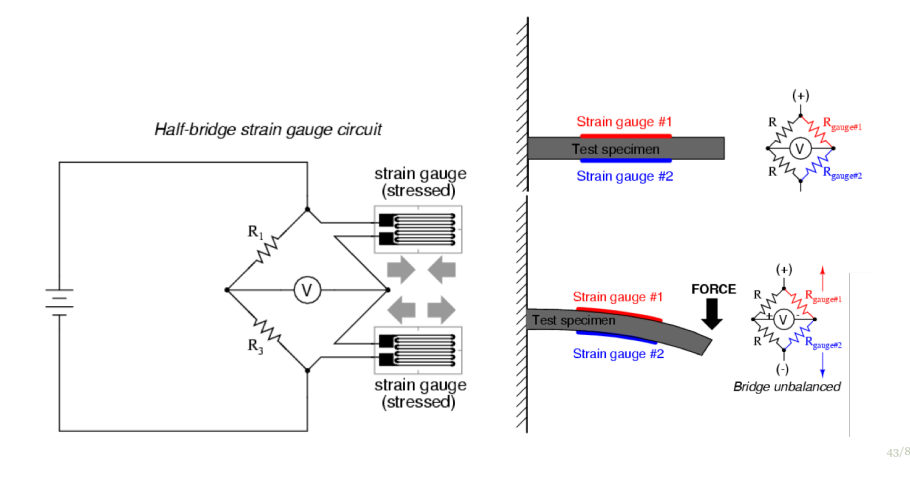 Half-bridge strain gauge circuit
strain gauge
(stressed)
R1
V
R3
strain gauge
(stressed)
Strain gauge #1
Test specimen
Strain gauge #2
(+)
R
Rgauge#1
V
R
Rgauge#2
Strain gauge #1
FORCE
Test specimen
Strain gauge #2
(+)
R
Rgauge#1
+ V -
R
Rgauge#2
(-)
Bridge unbalanced
43/8